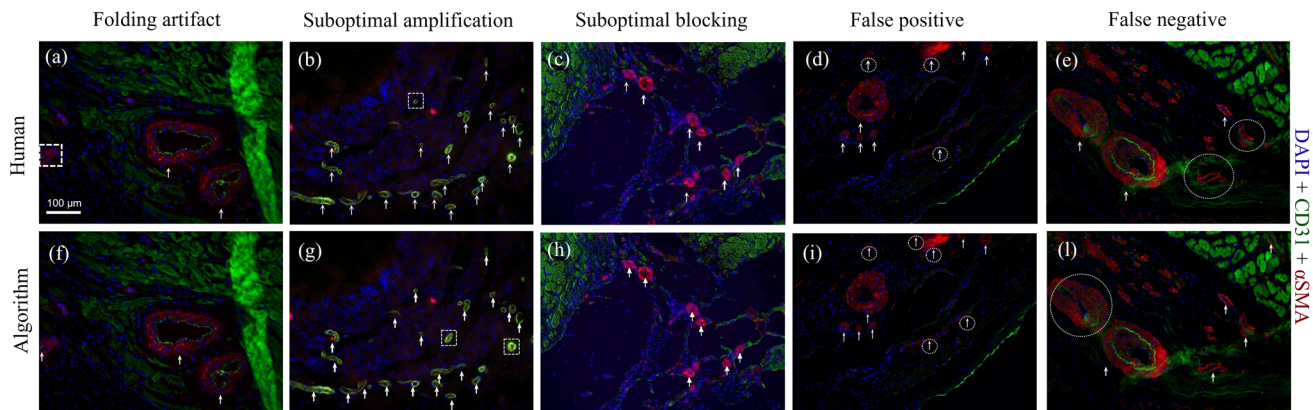 Folding artifact
Suboptimal amplification
Suboptimal blocking
False positive
False negative
Human
(a)
(b)
(c)
(d)
(e)
100 µm
Algorithm
(f)
(g)
(h)
(i)
(l)
DAPI + CD31 + αSMA